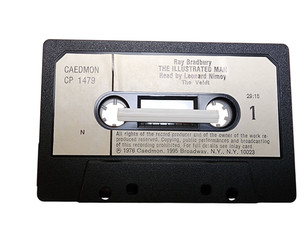 CAEDMON
CP 1479
Ray Bradbury
THE ILLUSTRATED MAN
Read by Leonard Nimoy
The Veldt
29:15
1
N
All rights of the record producer and of the owner of the work re-
produced reserved. Copying, public performances and broadcasting
of this recording prohibited. For full details see inlay card.
© 1976 Caedmon, 1995 Broadway, N.Y., N.Y. 10023